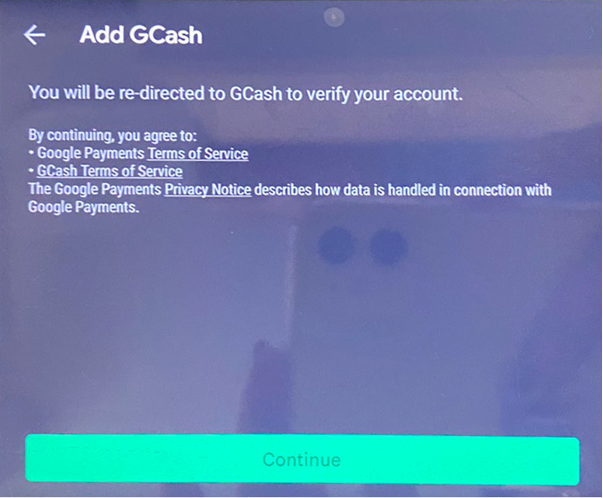 Add GCash
You will be re-directed to GCash to verify your account.
By continuing, you agree to:
• Google Payments Terms of Service
• GCash Terms of Service
The Google Payments Privacy Notice describes how data is handled in connection with
Google Payments.
Continue